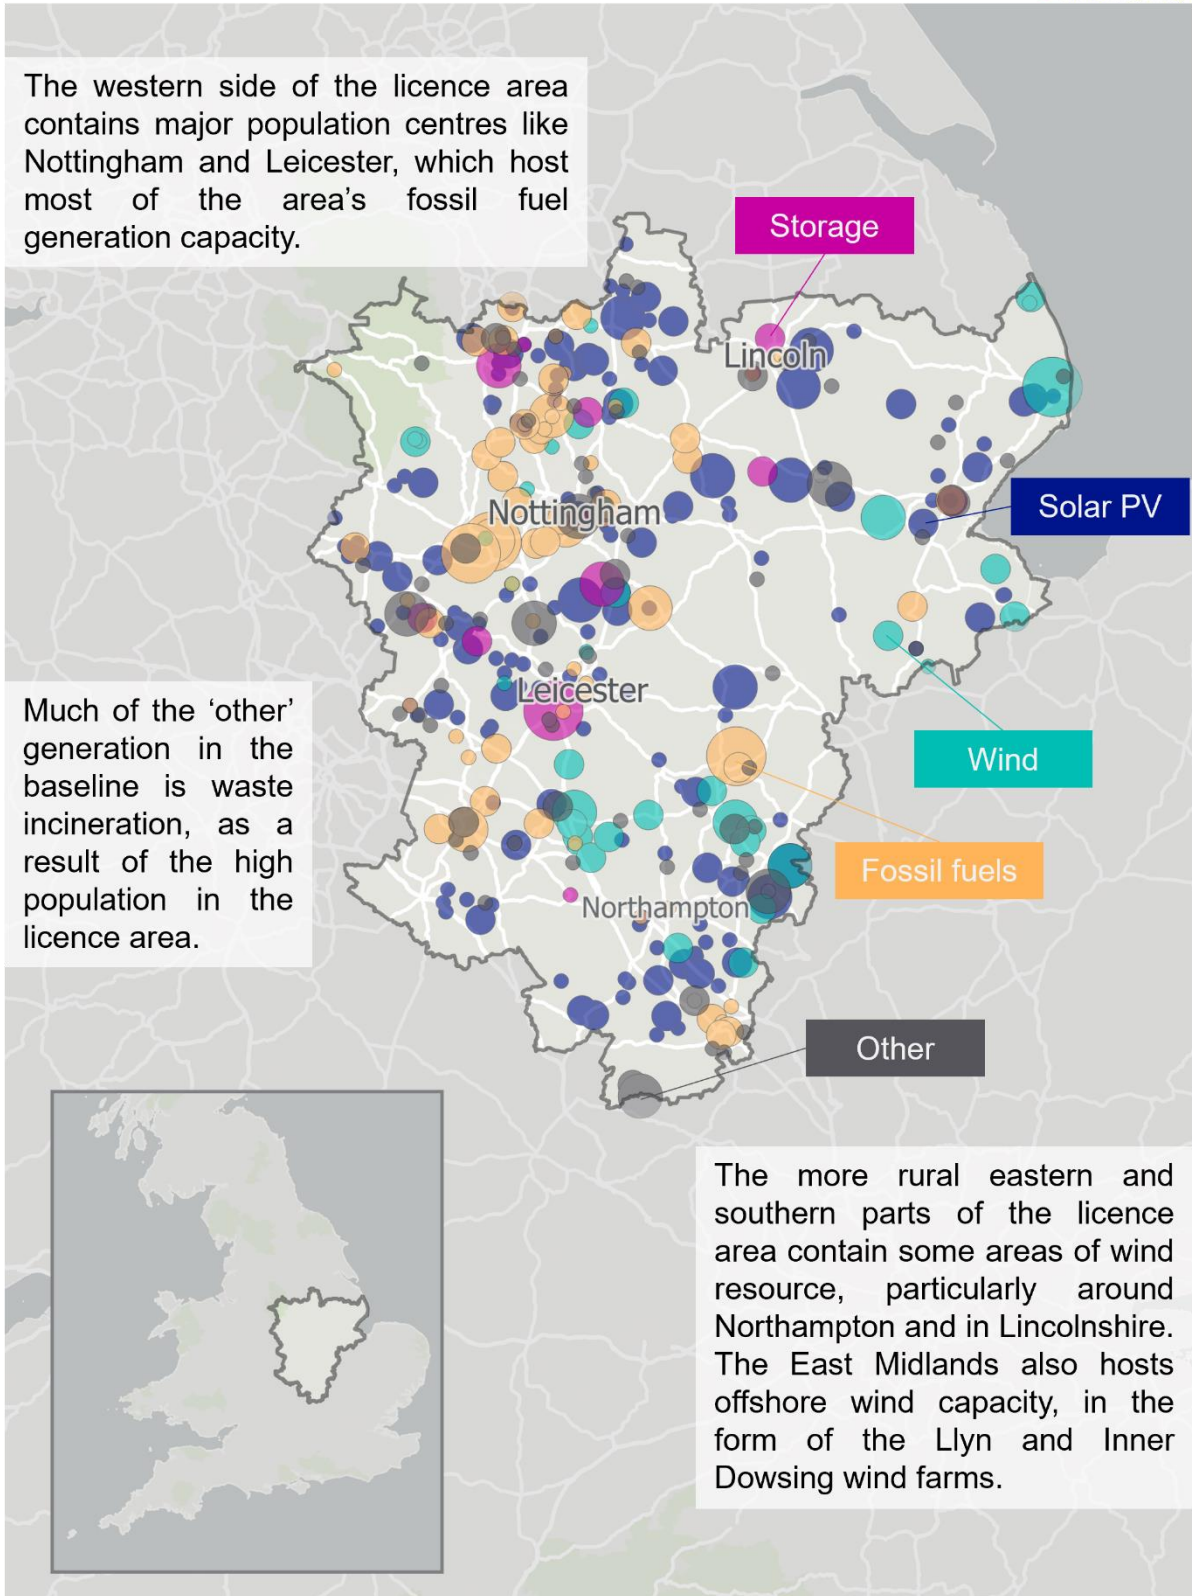 The western side of the licence area
contains major population centres like
Nottingham and Leicester, which host
most of the area’s fossil fuel
generation capacity.
Storage
Lincoln
Solar PV
Nottingham
Much of the ‘other’
generation in the
baseline is waste
incineration, as a
result of the high
population in the
licence area.
Leicester
Wind
Fossil fuels
Northampton
Other
The more rural eastern and
southern parts of the licence
area contain some areas of wind
resource, particularly around
Northampton and in Lincolnshire.
The East Midlands also hosts
offshore wind capacity, in the
form of the Llyn and Inner
Dowsing wind farms.